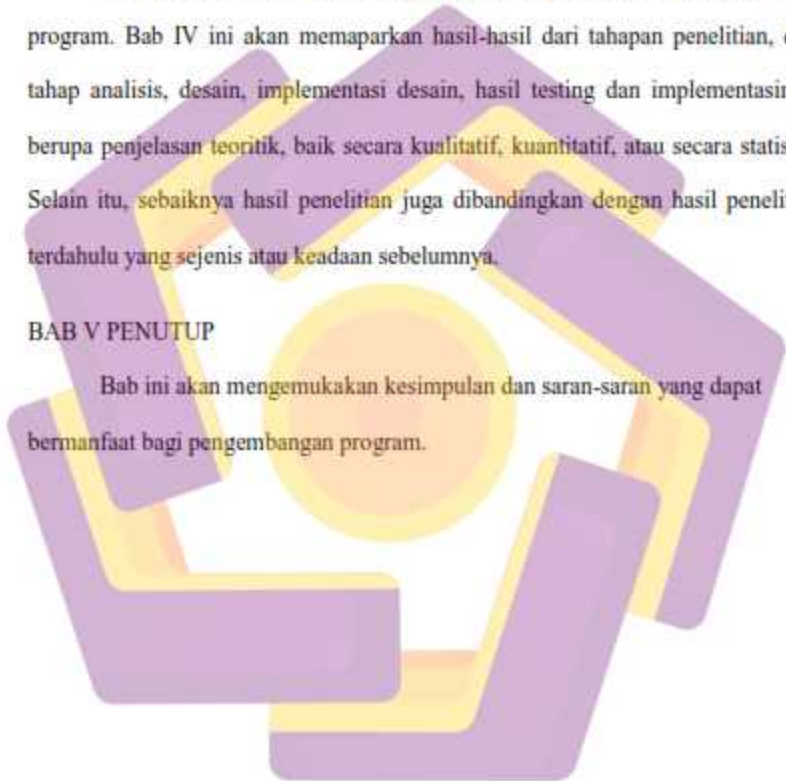 program. Bab IV ini akan memaparkan hasil-hasil dari tahapan penelitian,
tahap analisis, desain, implementasi desain, hasil testing dan
berupa penjelasan teoritik, baik secara kualitatif, kuantitatif, atau secara
Selain itu, sebaiknya hasil penelitian juga dibandingkan dengan hasil
terdahulu yang sejenis atau keadaan sebelumnya.
BAB V PENUTUP
Bab ini akan mengemukakan kesimpulan dan saran-saran yang dapat
bermanfaat bagi pengembangan program.